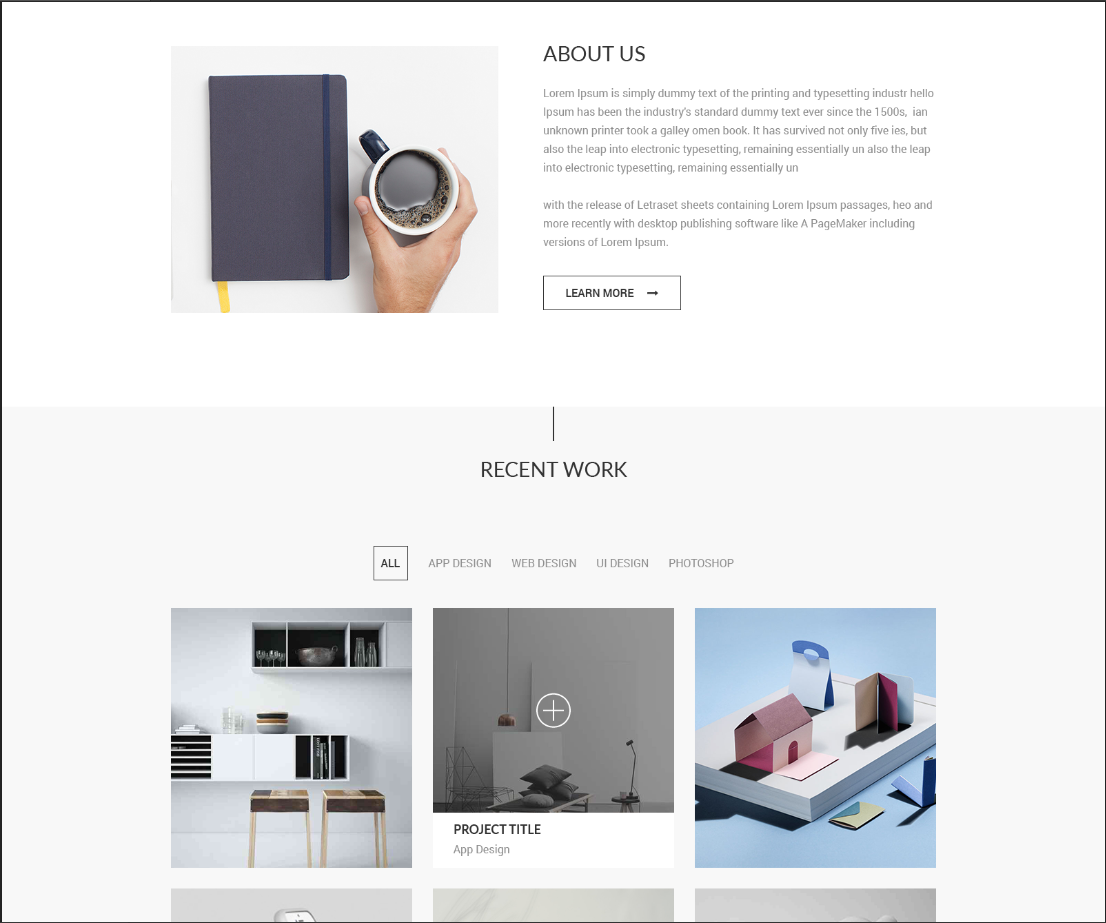 ABOUT US
Lorem Ipsum is simply dummy text of the printing and typesetting industr hello
Ipsum has been the industry's standard dummy text ever since the 1500s,  ian
unknown printer took a galley omen book. It has survived not only five ies, but
also the leap into electronic typesetting, remaining essentially un also the leap
into electronic typesetting, remaining essentially un
with the release of Letraset sheets containing Lorem Ipsum passages, heo and
more recently with desktop publishing software like A PageMaker including
versions of Lorem Ipsum.
LEARN MORE
RECENT WORK
ALL APP DESIGN WEB DESIGN UI DESIGN PHOTOSHOP
PROJECT TITLE
App Design